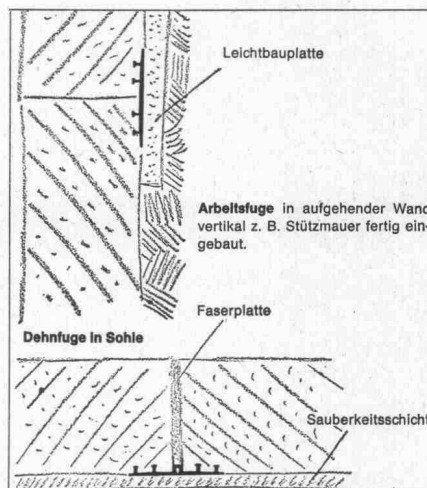 Leichtbauplatte
Arbeitsfuge in aufgehender Wand
vertikal z. B. Stützmauer fertig ein-
gebaut.
Dehnfuge in Sohle
Faserplatte
Sauberkeitsschicht